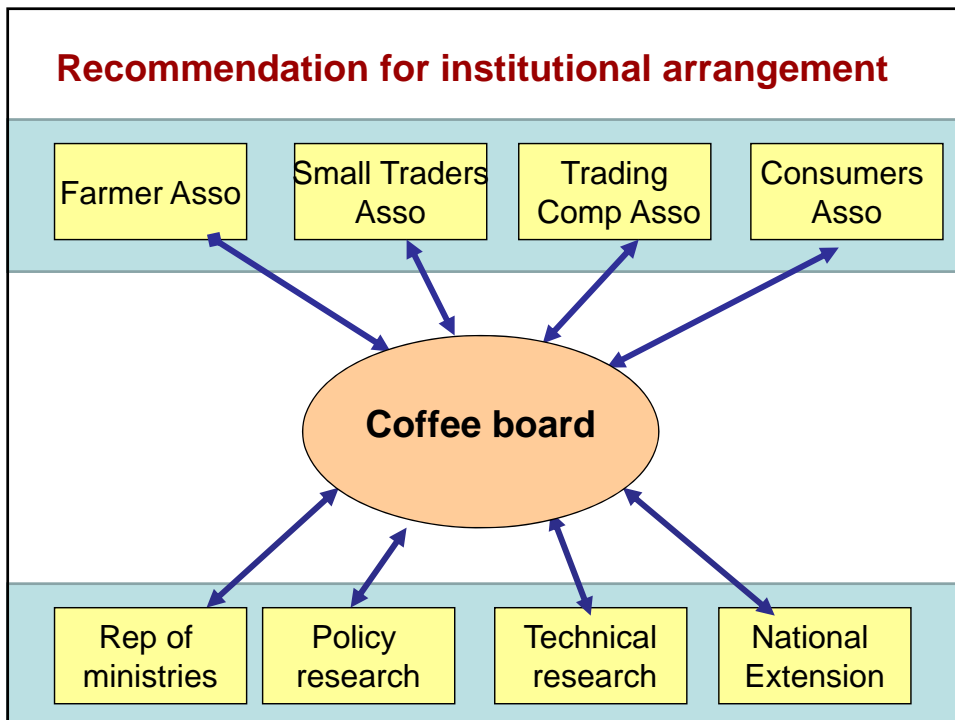 Recommendation for institutional arrangement
Farmer Asso
Small Traders
Asso
Trading
Comp Asso
Consumers
Asso
Coffee board
Rep of
ministries
Policy
research
Technical
research
National
Extension